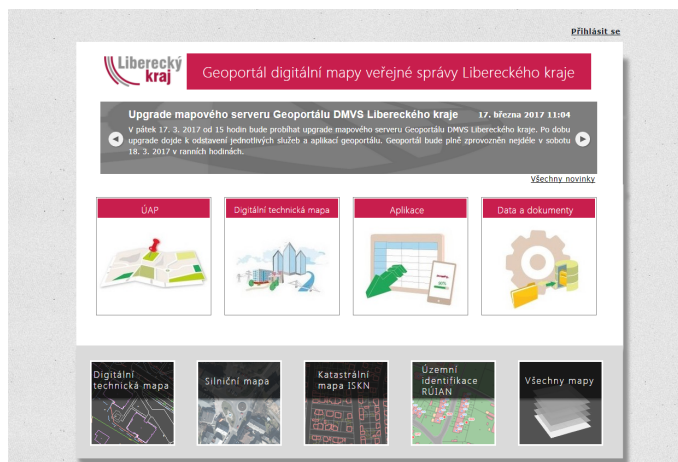 Přihlásit se
Liberecký
kraj
Geoportál digitální mapy veřejné správy Libereckého kraje
Upgrade mapového serveru Geoportálu DMVS Libereckého kraje 17. března 2017 11:04
V pátek 17. 3. 2017 od 15 hodin bude probíhat upgrade mapového serveru Geoportálu DMVS Libereckého kraje. Po dobu
upgrade dojde k odstavení jednotlivých služeb a aplikací geoportálu. Geoportál bude plně zprovozněn nejdéle v sobotu
18. 3. 2017 v ranních hodinách.
Všechny novinky
ÚAP
Digitální technická mapa
Aplikace
Data a dokumenty
Digitální
technická mapa
Silniční mapa
Katastrální
mapa ISKN
Územní
identifikace
RÚIAN
Všechny mapy